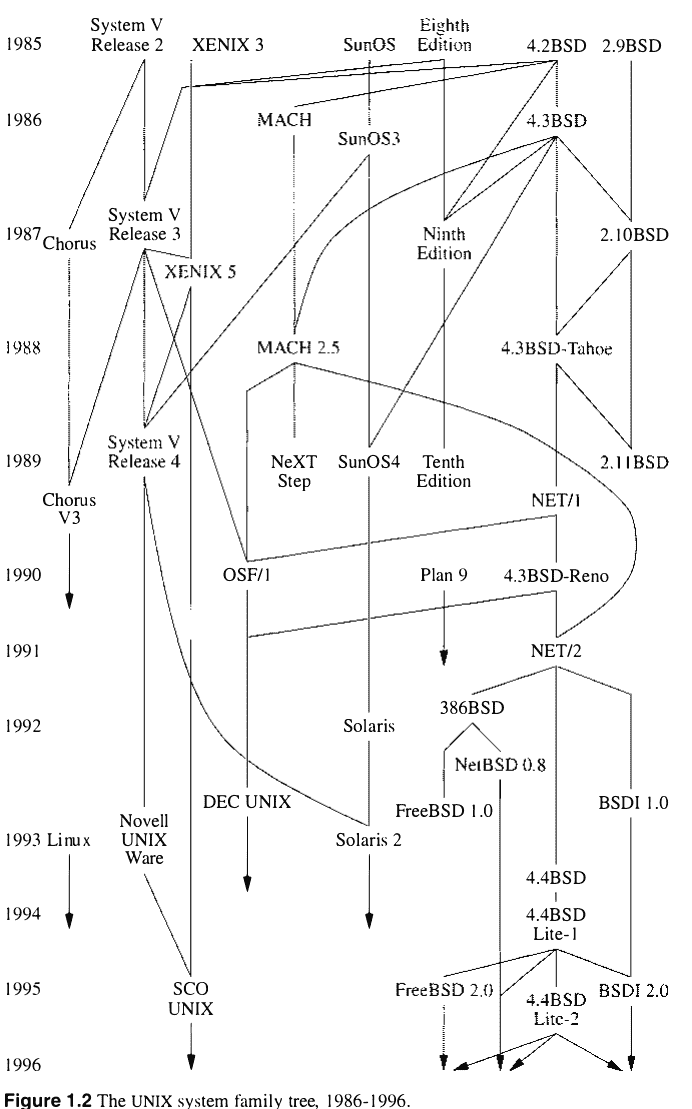 1985 System V Release 2 XENIX 3 SunOS Eighth Edition 4.2BSD 2.9BSD
1986 MACH SunOS3 4.3BSD
1987 Chorus System V Release 3 XENIX 5 Ninth Edition 2.10BSD
1988 MACH 2.5 4.3BSD-Tahoe
1989 System V Release 4 NeXT Step SunOS4 Tenth Edition 2.11BSD
Chorus V3 NET/1
1990 OSF/1 Plan 9 4.3BSD-Reno
1991 NET/2
386BSD
1992 Solaris
NetBSD 0.8
DEC UNIX FreeBSD 1.0 BSDI 1.0
1993 Linux Novell UNIX Ware Solaris 2
4.4BSD
1994 4.4BSD Lite-1
1995 SCO UNIX FreeBSD 2.0 4.4BSD Lite-2 BSDI 2.0
1996
Figure 1.2 The UNIX system family tree, 1986-1996.